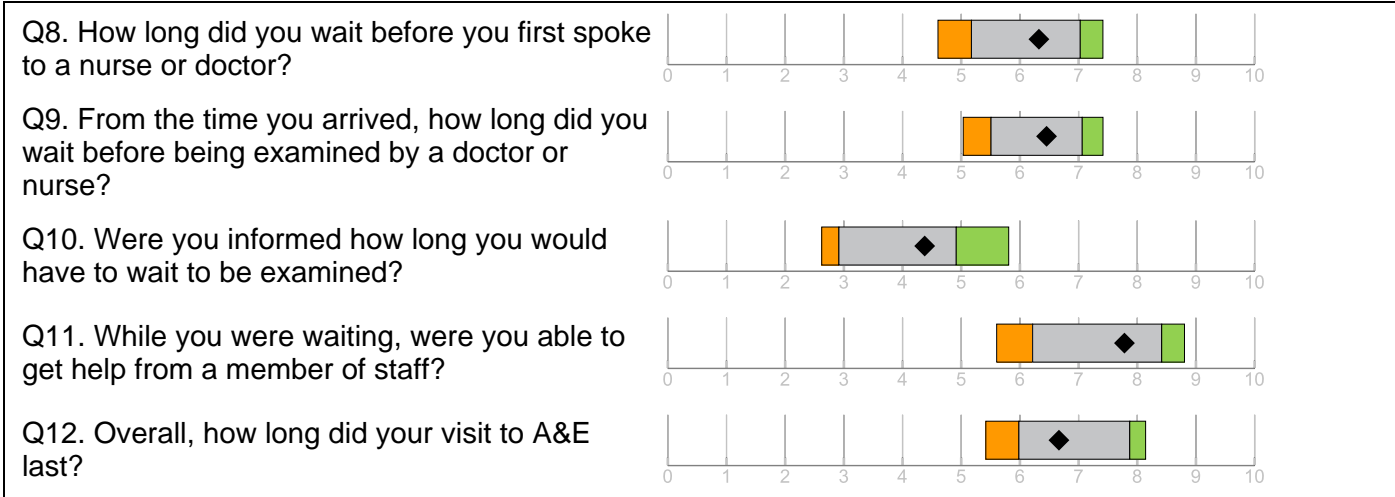 Q8. How long did you wait before you first spoke
to a nurse or doctor?
0 1 2 3 4 5 6 7 8 9 10
Q9. From the time you arrived, how long did you
wait before being examined by a doctor or
nurse?
0 1 2 3 4 5 6 7 8 9 10
Q10. Were you informed how long you would
have to wait to be examined?
0 1 2 3 4 5 6 7 8 9 10
Q11. While you were waiting, were you able to
get help from a member of staff?
0 1 2 3 4 5 6 7 8 9 10
Q12. Overall, how long did your visit to A&E
last?
0 1 2 3 4 5 6 7 8 9 10